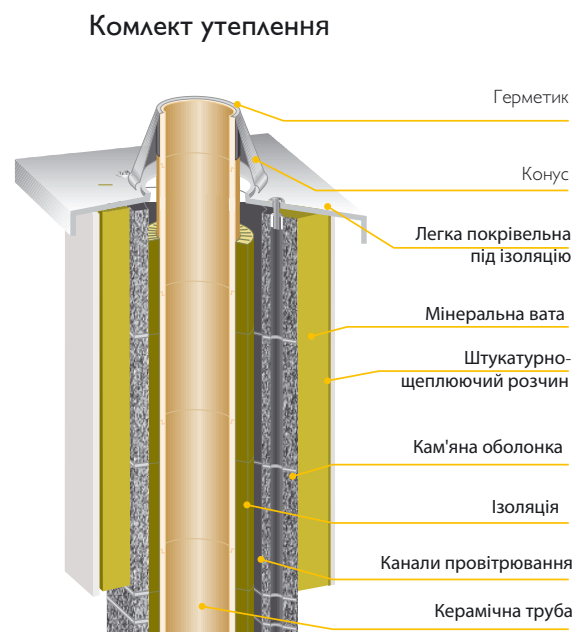 Комлект утеплення
Герметик
Конус
Легка покрівельна
під ізоляцію
Мінеральна вата
Штукатурно-
щеплюючий розчин
Кам'яна оболонка
Ізоляція
Канали провітрювання
Керамічна труба